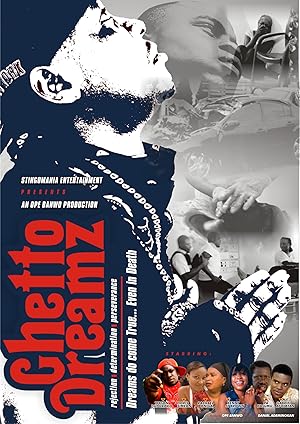 STINGOMANIA ENTERTAINMENT
PRESENTS
AN OPE BANWO PRODUCTION
Ghetto
Dreamz
rejection determination perseverance
Dreams do come True... Even in Death
STARRING:
OPE BANWO
DANIEL ADENIMOKAN